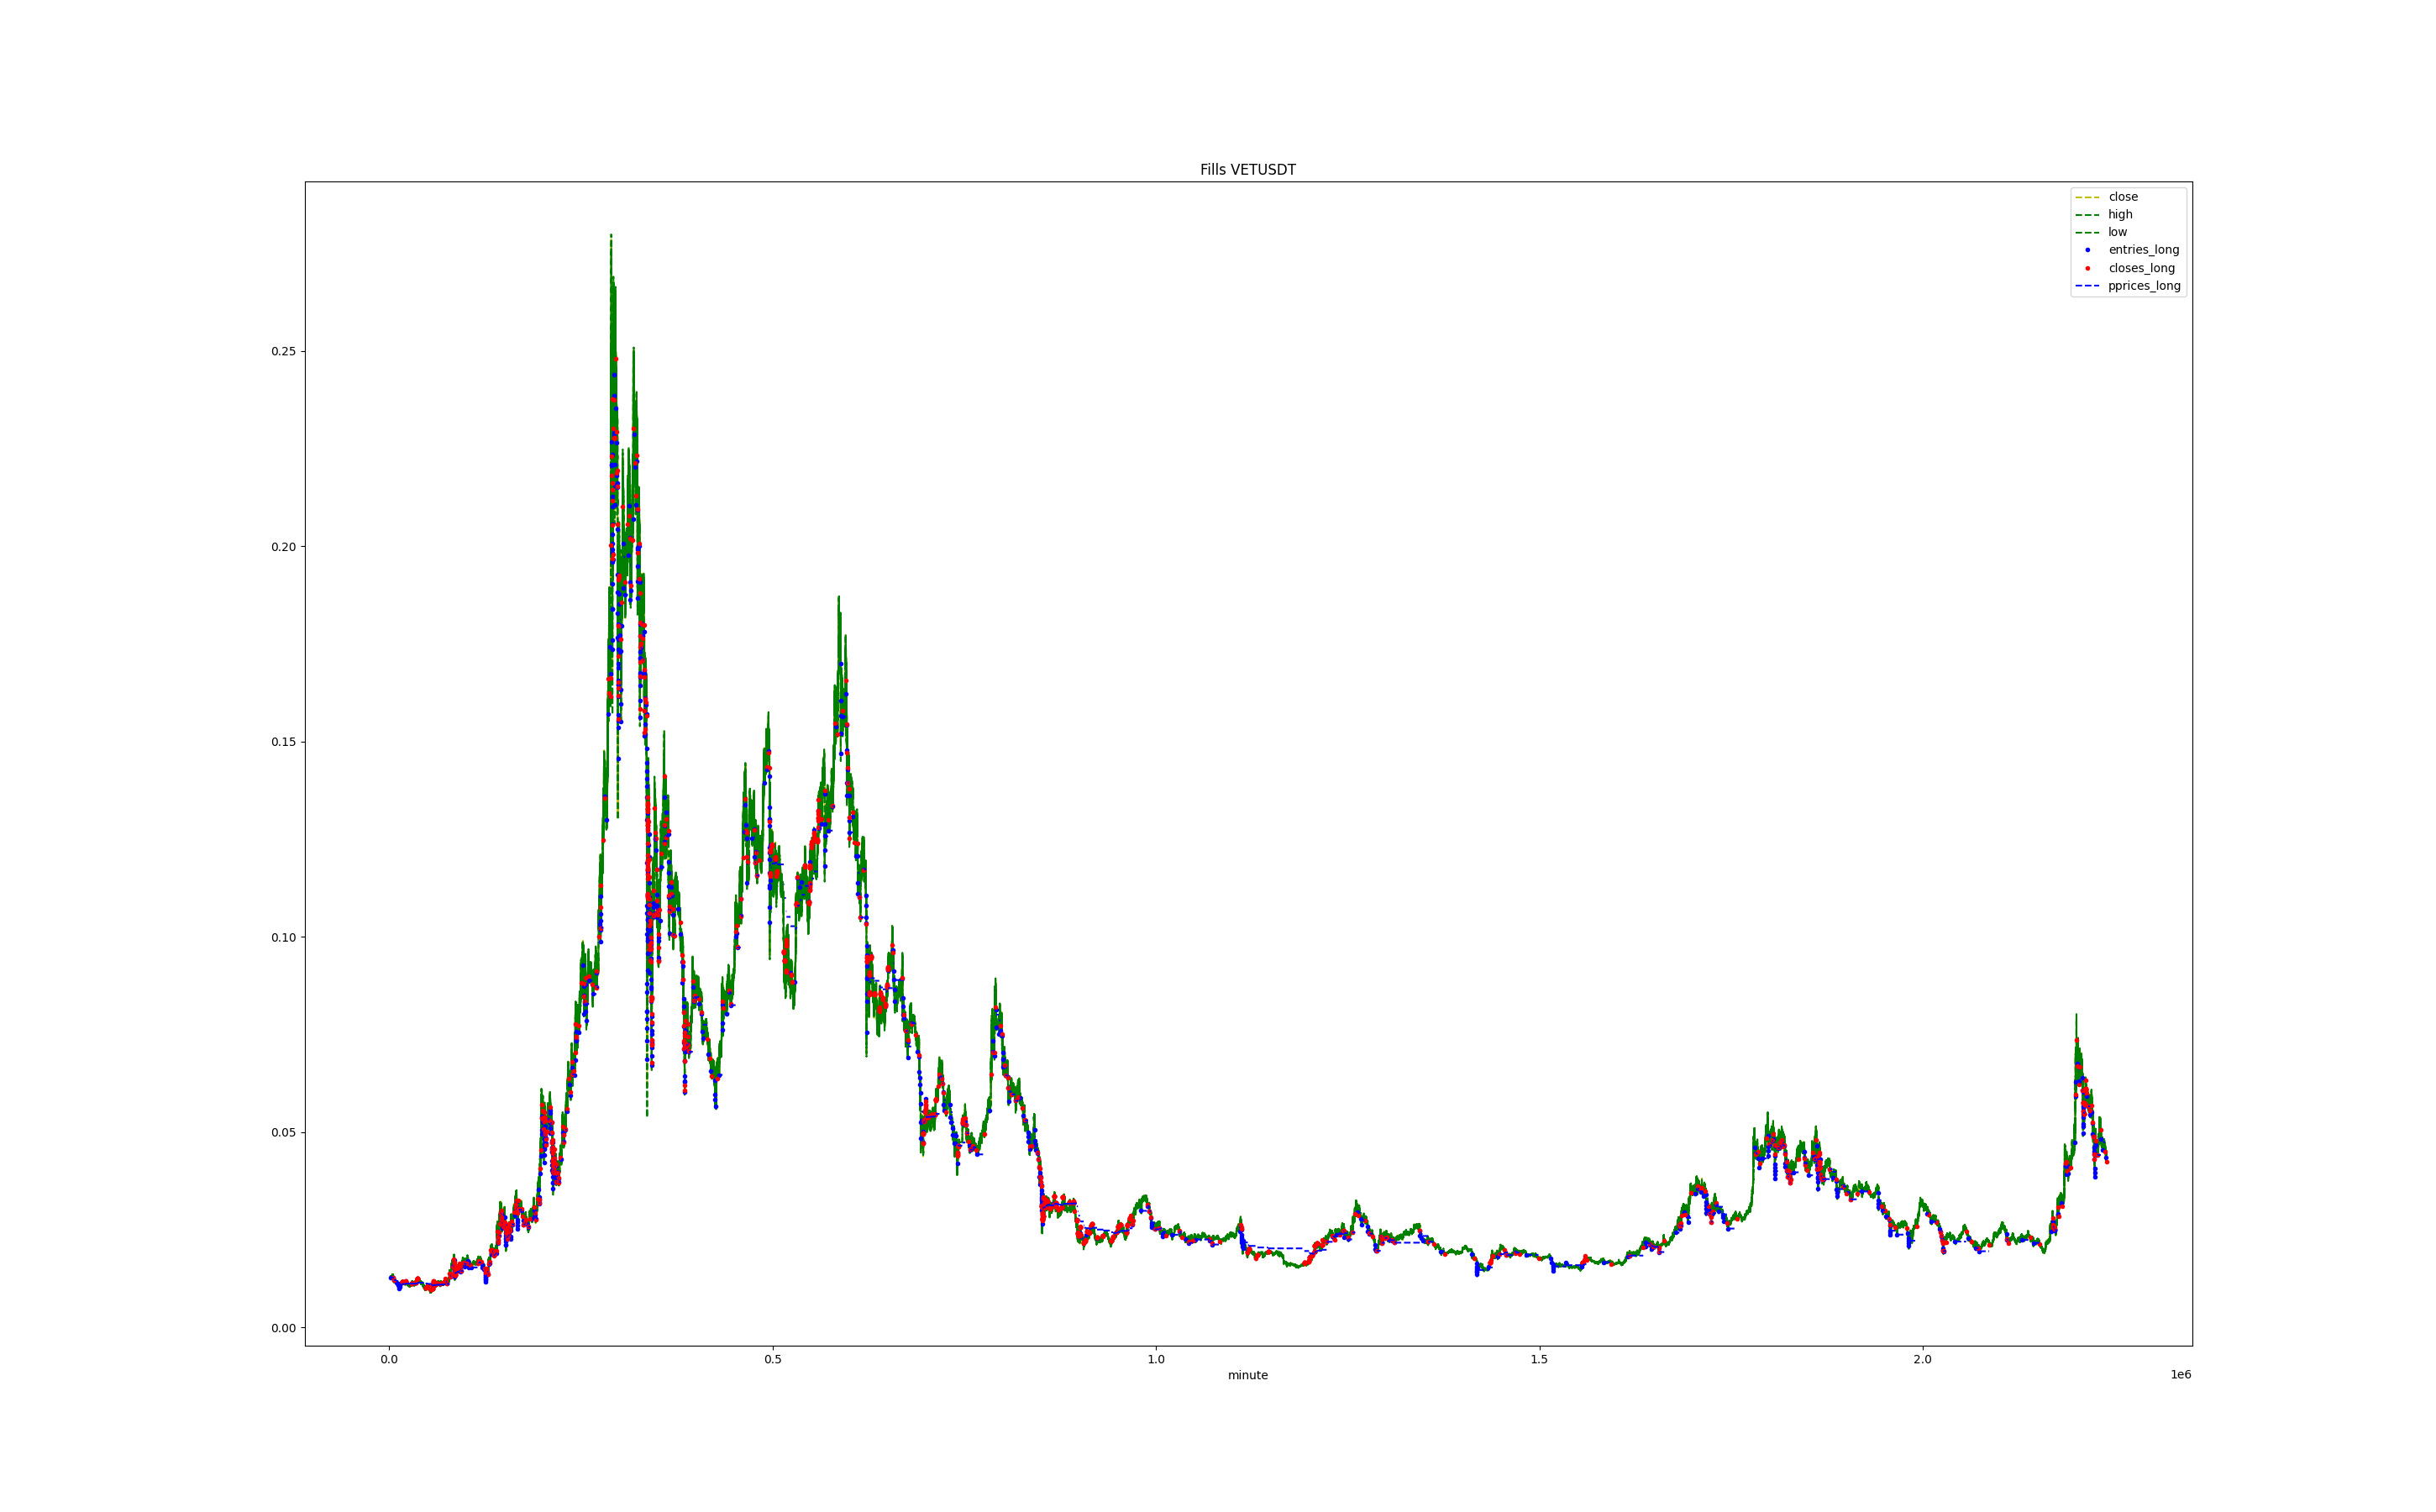 Fills VETUSDT
close
high
low
entries_long
closes_long
pprices_long
0.25
0.20
0.15
0.10
0.05
0.00
0.0 0.5 1.0 1.5 2.0
minute
1e6